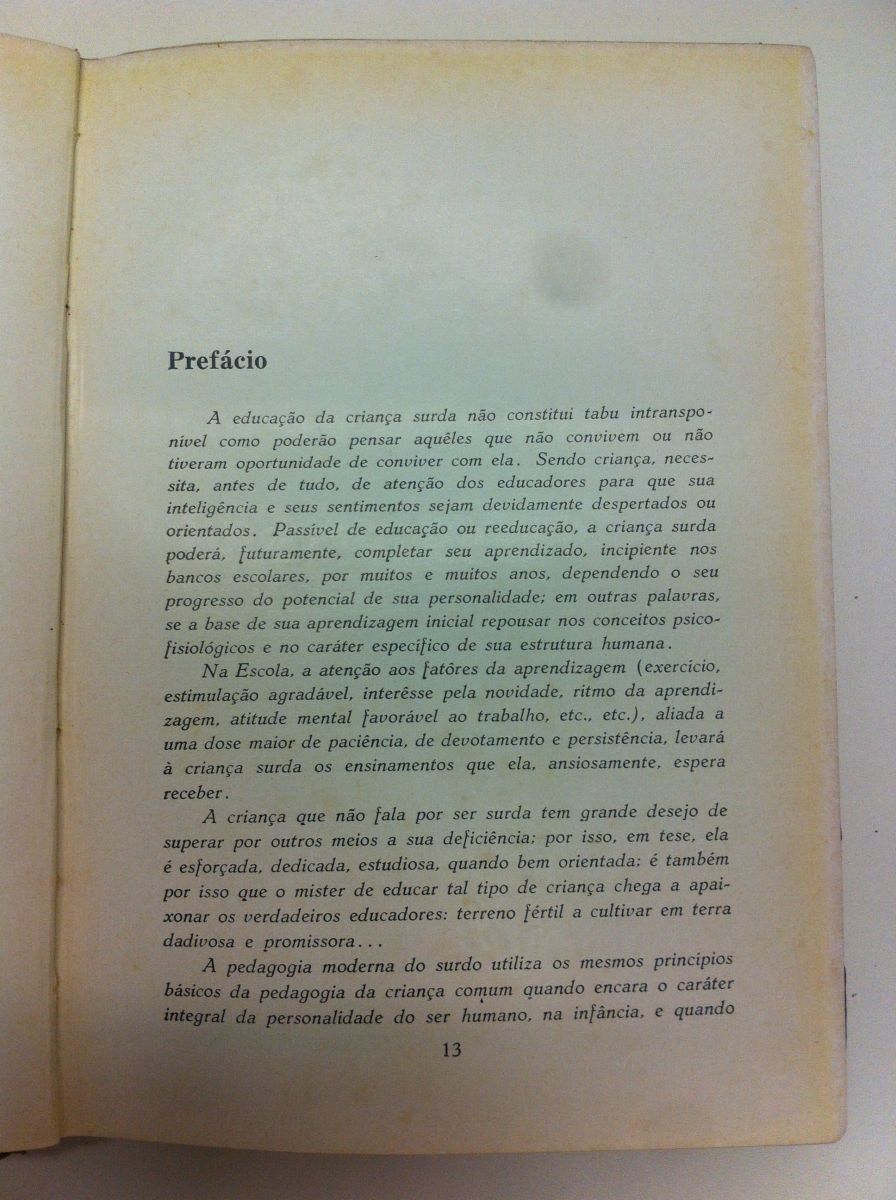 Prefácio
A educação da criança surda não constitui tabu intranspo-
nivel como poderão pensar aquêles que não convivem ou não
tiveram oportunidade de conviver com ela. Sendo criança, neces-
sita, antes de tudo, de atenção dos educadores para que sua
inteligência e seus sentimentos sejam devidamente despertados ou
orientados. Passível de educação ou reeducação, a criança surda
poderá, futuramente, completar seu aprendizado, incipiente nos
bancos escolares, por muitos e muitos anos, dependendo o seu
progresso do potencial de sua personalidade; em outras palavras,
se a base de sua aprendizagem inicial repousar nos conceitos psico-
fisiológicos e no caráter específico de sua estrutura humana.
Na Escola, a atenção aos fatôres da aprendizagem (exercício,
estimulação agradável, interêsse pela novidade, ritmo da aprendi-
zagem, atitude mental favorável ao trabalho, etc., etc.), aliada a
uma dose maior de paciência, de devotamento e persistência, levará
à criança surda os ensinamentos que ela, ansiosamente, espera
receber.
A criança que não fala por ser surda tem grande desejo de
superar por outros meios a sua deficiência; por isso, em tese, ela
é esforçada, dedicada, estudiosa, quando bem orientada; é também
por isso que o mister de educar tal tipo de criança chega a apai-
xonar os verdadeiros educadores: terreno fértil a cultivar em terra
dadivosa e promissora...
A pedagogia moderna do surdo utiliza os mesmos princípios
básicos da pedagogia da criança comum quando encara o caráter
integral da personalidade do ser humano, na infância, e quando
13